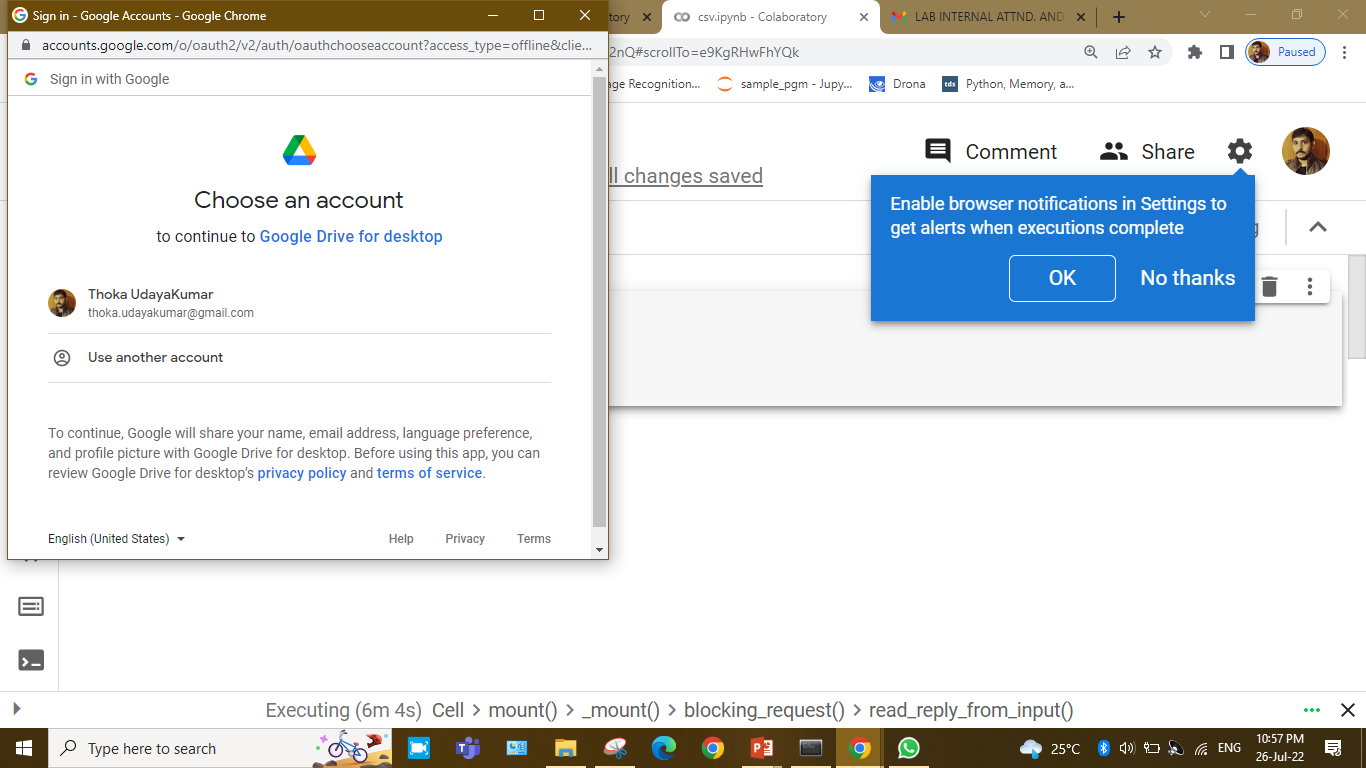 Sign in - Google Accounts - Google Chrome
accounts.google.com/o/oauth2/v2/auth/oauthchooseaccount?access_type=offline&clie...
Sign in with Google
Choose an account
to continue to Google Drive for desktop
Thoka UdayaKumar
thoka.udayakumar@gmail.com
Use another account
To continue, Google will share your name, email address, language preference,
and profile picture with Google Drive for desktop. Before using this app, you can
review Google Drive for desktop's privacy policy and terms of service.
English (United States)
Help Privacy Terms
tory
csv.ipynb - Colaboratory
LAB INTERNAL ATTND. AND
2nQ#scrollTo=e9KgRHwFhYQk
Paused
age Recognition...
sample_pgm - Jupy...
Drona
tds
Python, Memory, a...
Comment
Share
ll changes saved
Enable browser notifications in Settings to
get alerts when executions complete
OK
No thanks
g
Executing (6m 4s) Cell > mount() > _mount() > blocking_request() > read_reply_from_input()
Type here to search
25°C
ENG
10:57 PM
26-Jul-22